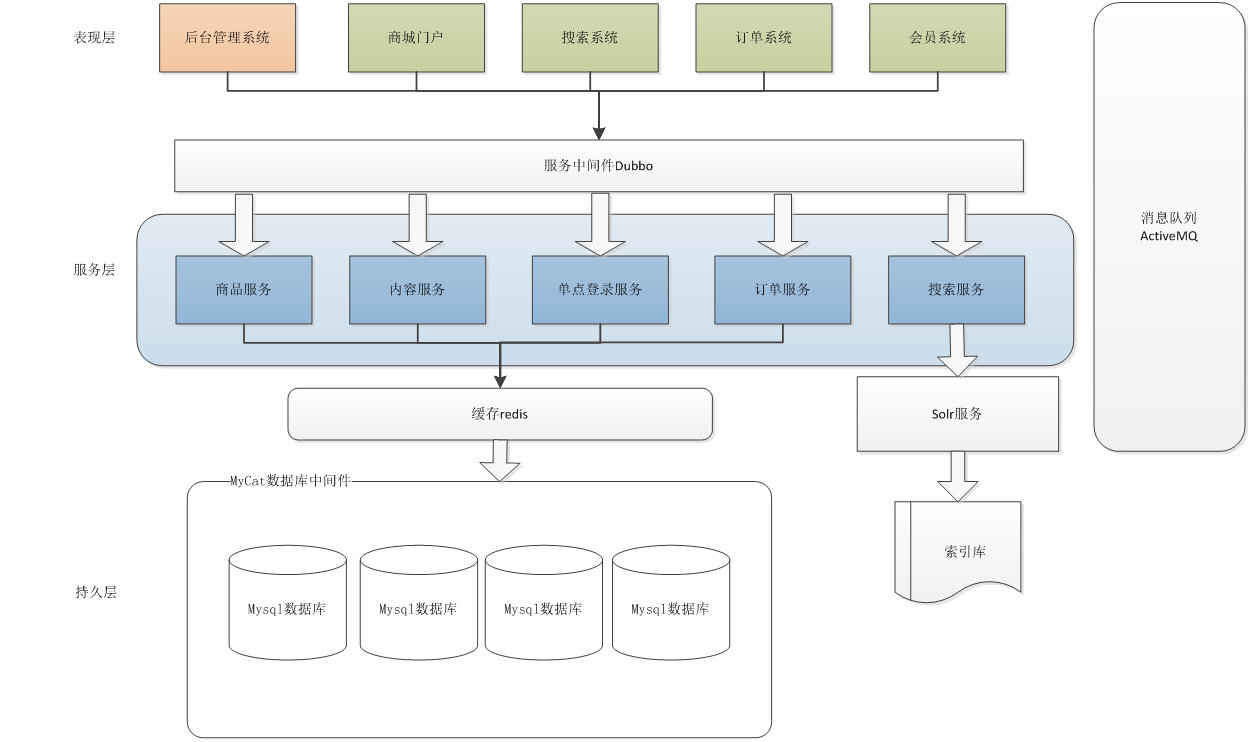 表现层
后台管理系统
商城门户
搜索系统
订单系统
会员系统
服务中间件Dubbo
消息队列
ActiveMQ
服务层
商品服务
内容服务
单点登录服务
订单服务
搜索服务
缓存redis
Solr服务
MyCat数据库中间件
索引库
持久层
Mysql数据库
Mysql数据库
Mysql数据库
Mysql数据库